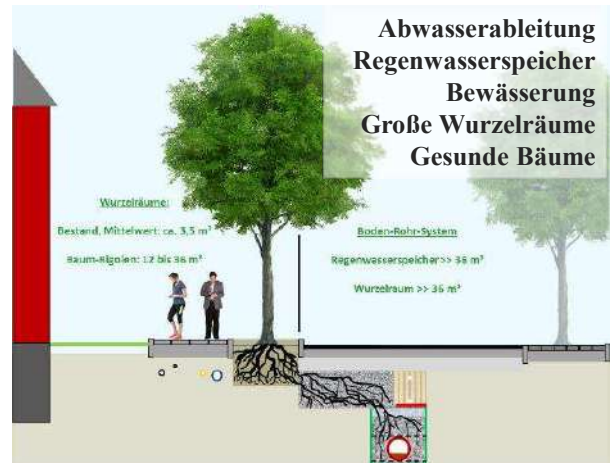 Abwasserableitung
Regenwasserspeicher
Bewässerung
Große Wurzelräume
Gesunde Bäume
Wurzelräume:
Bestand, Mittelwert: ca. 3,5 m³
Baum-Rigolen: 12 bis 36 m³
Boden-Rohr-System
Regenwasserspeicher >> 36 m³
Wurzelraum >> 36 m³